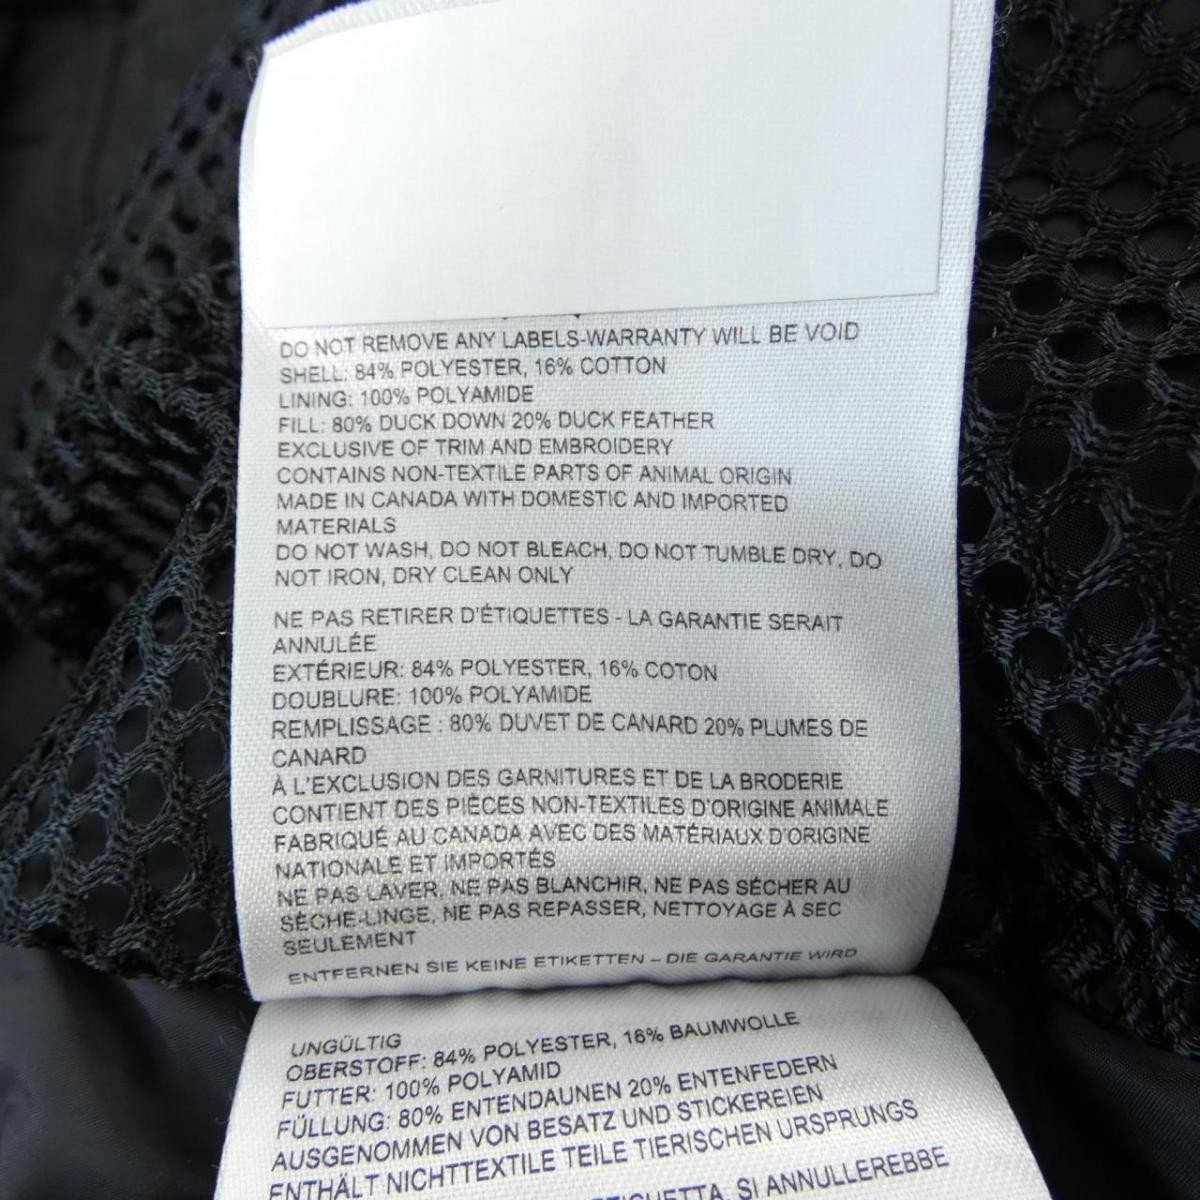 DO NOT REMOVE ANY LABELS-WARRANTY WILL BE VOID
SHELL: 84% POLYESTER, 16% COTTON
LINING: 100% POLYAMIDE
FILL: 80% DUCK DOWN 20% DUCK FEATHER
EXCLUSIVE OF TRIM AND EMBROIDERY
CONTAINS NON-TEXTILE PARTS OF ANIMAL ORIGIN
MADE IN CANADA WITH DOMESTIC AND IMPORTED
MATERIALS
DO NOT WASH, DO NOT BLEACH, DO NOT TUMBLE DRY, DO
NOT IRON, DRY CLEAN ONLY
NE PAS RETIRER D'ÉTIQUETTES - LA GARANTIE SERAIT
ANNULÉE
EXTÉRIEUR: 84% POLYESTER, 16% COTON
DOUBLURE: 100% POLYAMIDE
REMPLISSAGE : 80% DUVET DE CANARD 20% PLUMES DE
CANARD
À L'EXCLUSION DES GARNITURES ET DE LA BRODERIE
CONTIENT DES PIÈCES NON-TEXTILES D'ORIGINE ANIMALE
FABRIQUÉ AU CANADA AVEC DES MATÉRIAUX D'ORIGINE
NATIONALE ET IMPORTÉS
NE PAS LAVER, NE PAS BLANCHIR, NE PAS SÉCHER AU
SÈCHE-LINGE, NE PAS REPASSER, NETTOYAGE À SEC
SEULEMENT
ENTFERNEN SIE KEINE ETIKETTEN – DIE GARANTIE WIRD
UNGÜLTIG
OBERSTOFF: 84% POLYESTER, 16% BAUMWOLLE
FUTTER: 100% POLYAMID
FÜLLUNG: 80% ENTENDAUNEN 20% ENTENFEDERN
AUSGENOMMEN VON BESATZ UND STICKEREIEN
ENTHÄLT NICHTTEXTILE TEILE TIERISCHEN URSPRUNGS
SI ANNULLEREBBE